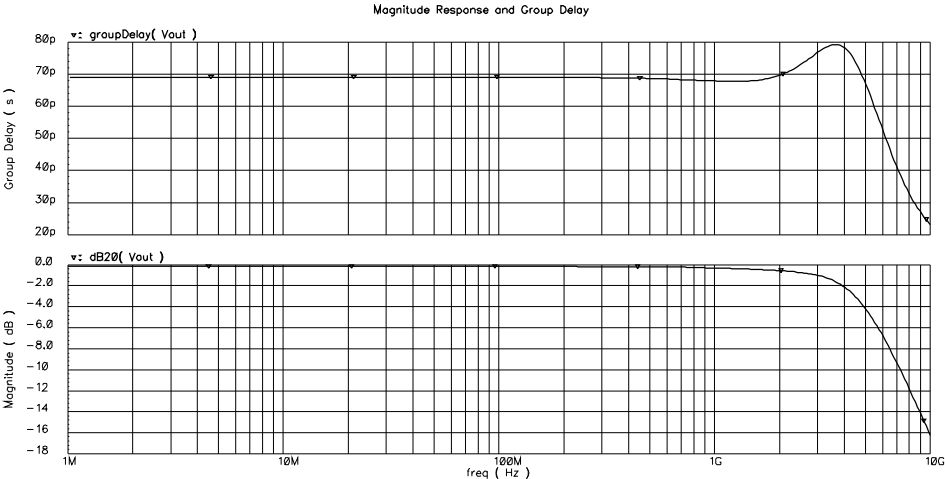 Magnitude Response and Group Delay
▿: groupDelay( Vout )
80p
70p
60p
50p
40p
30p
20p
Group Delay ( s )
▿: dB20( Vout )
0.0
-2.0
-4.0
-6.0
-8.0
-10
-12
-14
-16
-18
Magnitude ( dB )
1M 10M 100M 1G 10G
freq ( Hz )